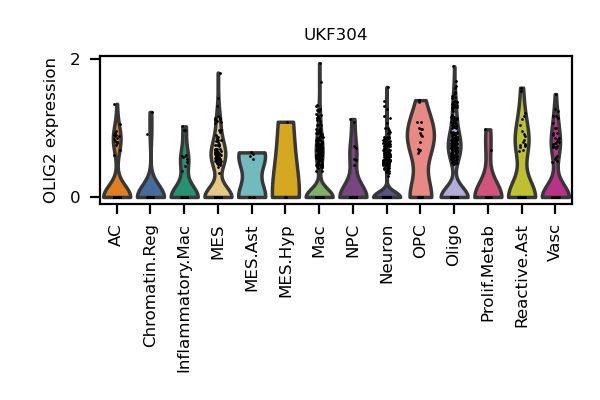 UKF304
OLIG2 expression
2
0
AC
Chromatin.Reg
Inflammatory.Mac
MES
MES.Ast
MES.Hyp
Mac
NPC
Neuron
OPC
Oligo
Prolif.Metab
Reactive.Ast
Vasc